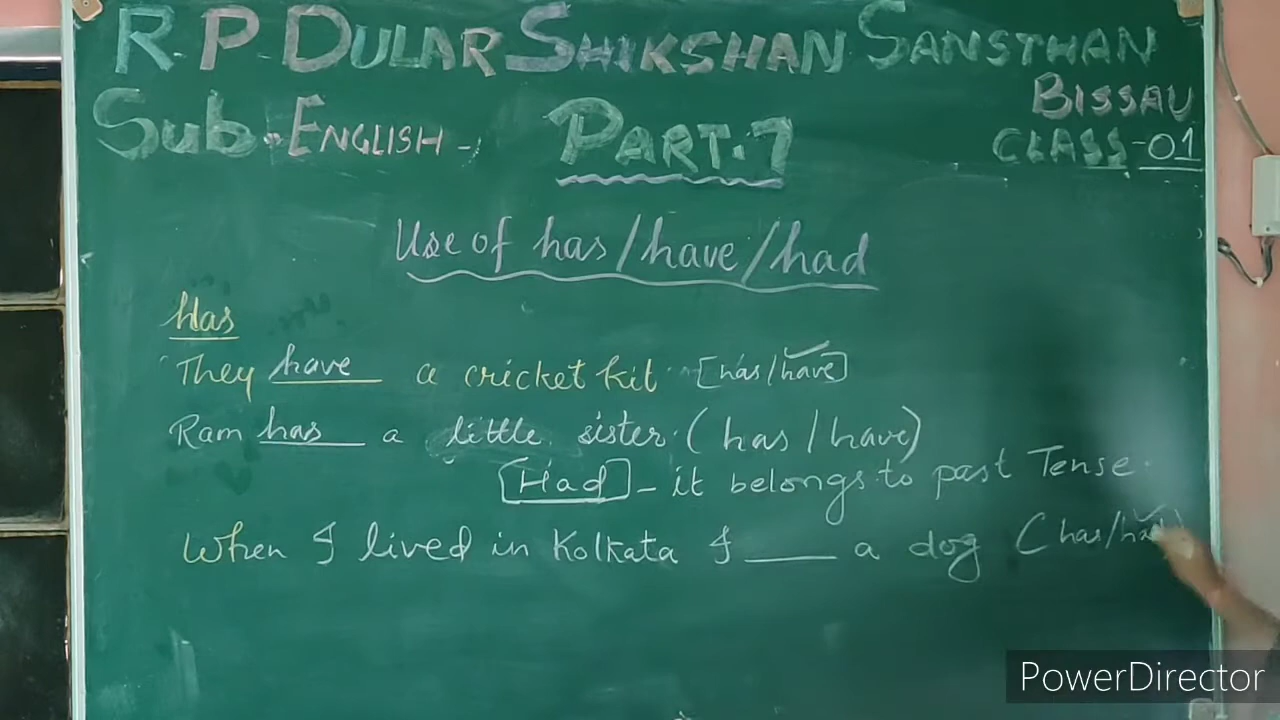 R.P DULAR SHIKSHAN SANSTHAN
BISSAU
Sub - ENGLISH - PART-7 CLASS-01
Use of has/have/had
Has
They have a cricket kit [has/have]
Ram has a little sister. (has/have)
[Had] - it belongs to past Tense.
When I lived in Kolkata I ____ a dog (has/had)
PowerDirector